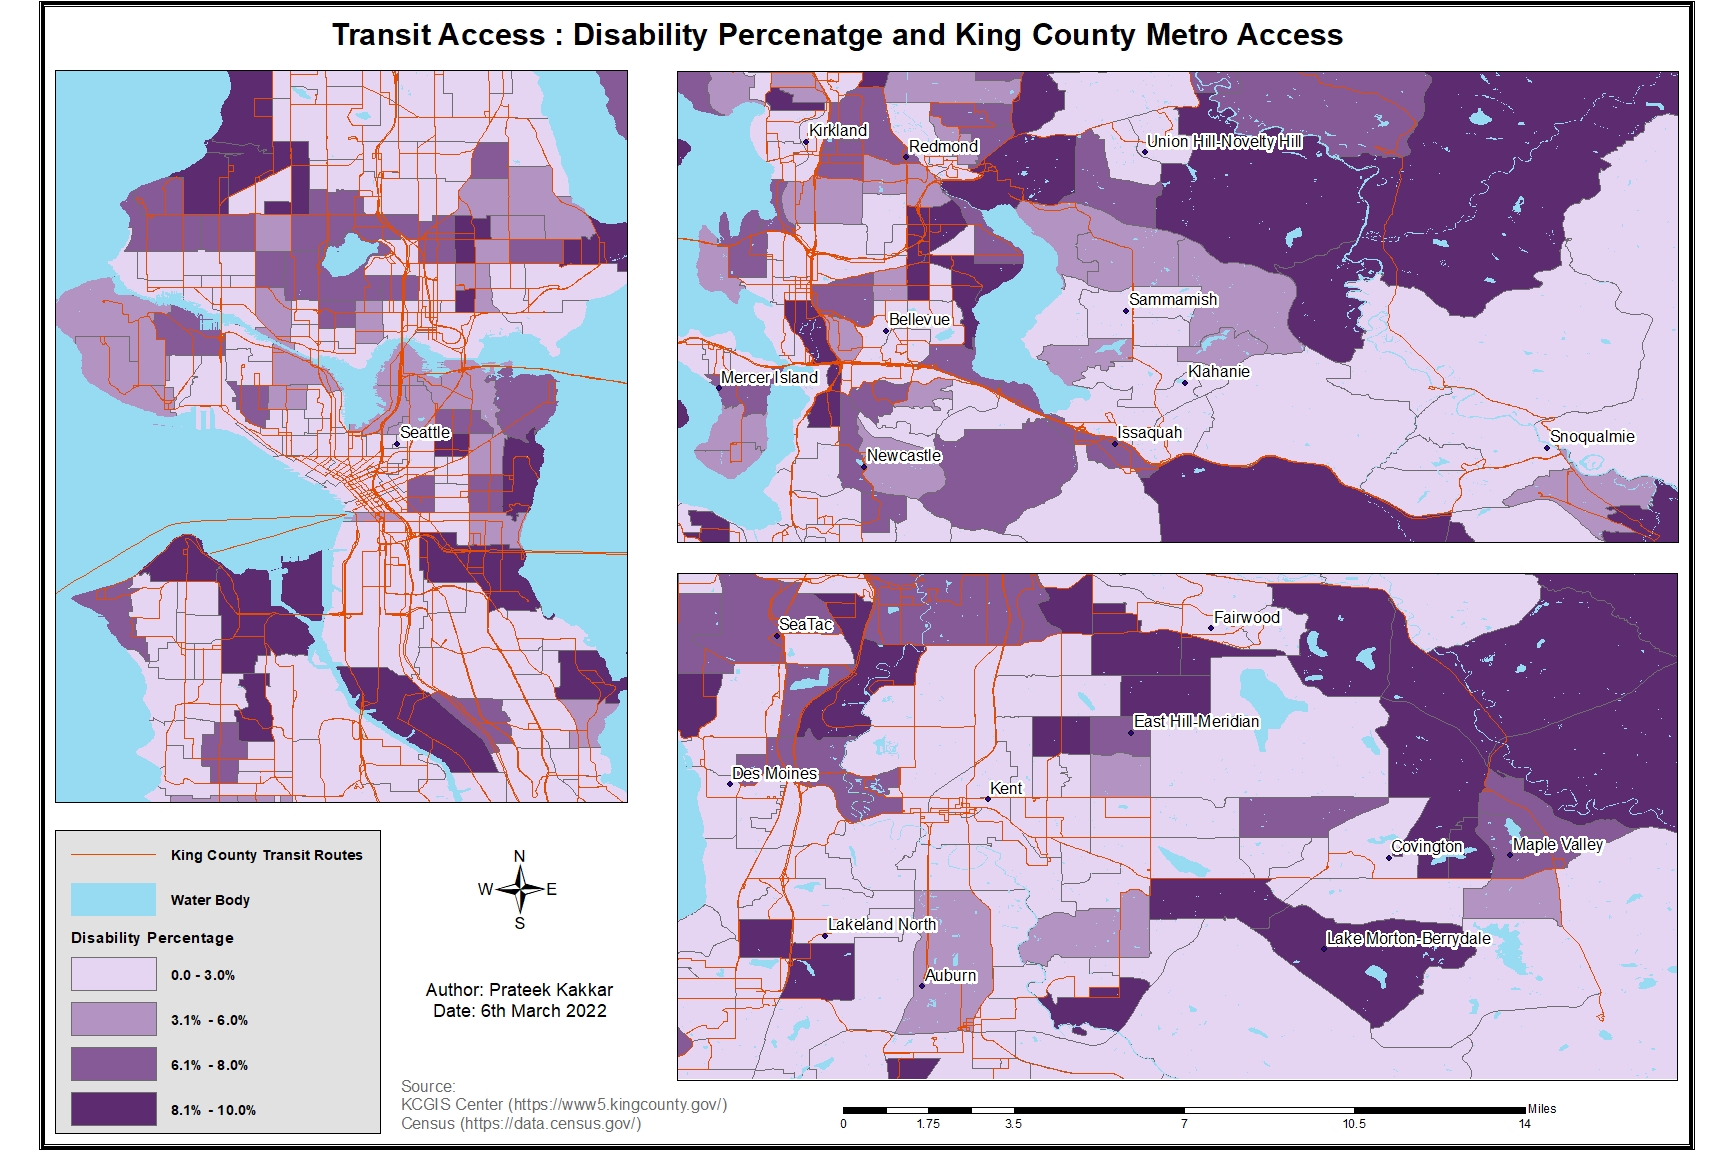 Transit Access : Disability Percenatge and King County Metro Access
Seattle
Kirkland
Redmond
Union Hill-Novelty Hill
Sammamish
Bellevue
Mercer Island
Klahanie
Issaquah
Snoqualmie
Newcastle
SeaTac
Fairwood
East Hill-Meridian
Des Moines
Kent
Covington
Maple Valley
Lakeland North
Lake Morton-Berrydale
Auburn
King County Transit Routes
Water Body
Disability Percentage
0.0 - 3.0%
3.1% - 6.0%
6.1% - 8.0%
8.1% - 10.0%
N
W E
S
Author: Prateek Kakkar
Date: 6th March 2022
Source:
KCGIS Center (https://www5.kingcounty.gov/)
Census (https://data.census.gov/)
Miles
0 1.75 3.5 7 10.5 14